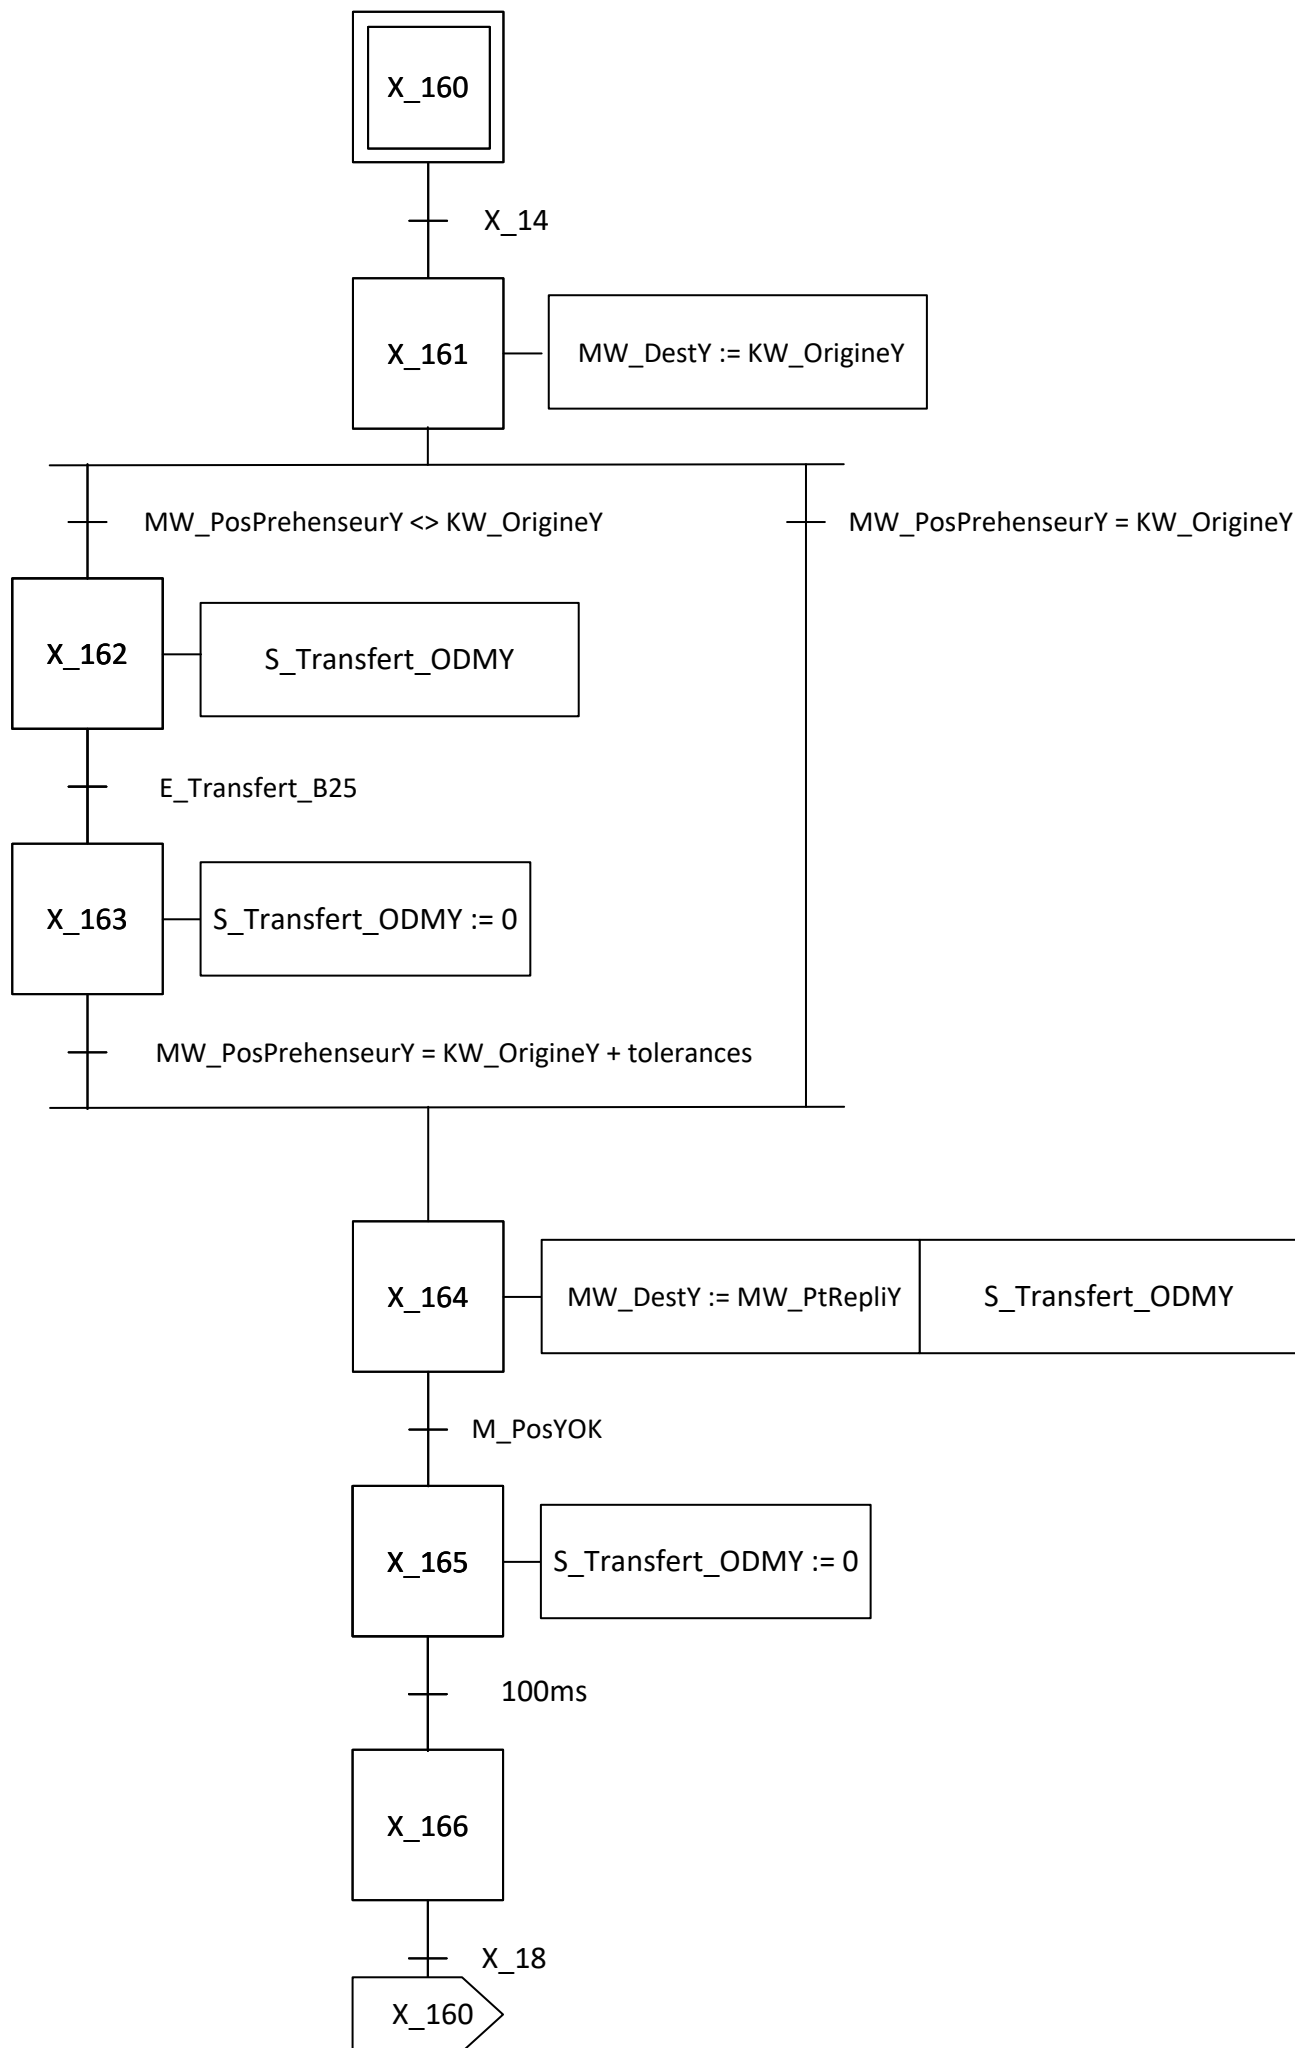 X_160
X_14
X_161
MW_DestY := KW_OrigineY
MW_PosPrehenseurY <> KW_OrigineY
MW_PosPrehenseurY = KW_OrigineY
X_162
S_Transfert_ODMY
E_Transfert_B25
X_163
S_Transfert_ODMY := 0
MW_PosPrehenseurY = KW_OrigineY + tolerances
X_164
MW_DestY := MW_PtRepliY
S_Transfert_ODMY
M_PosYOK
X_165
S_Transfert_ODMY := 0
100ms
X_166
X_18
X_160